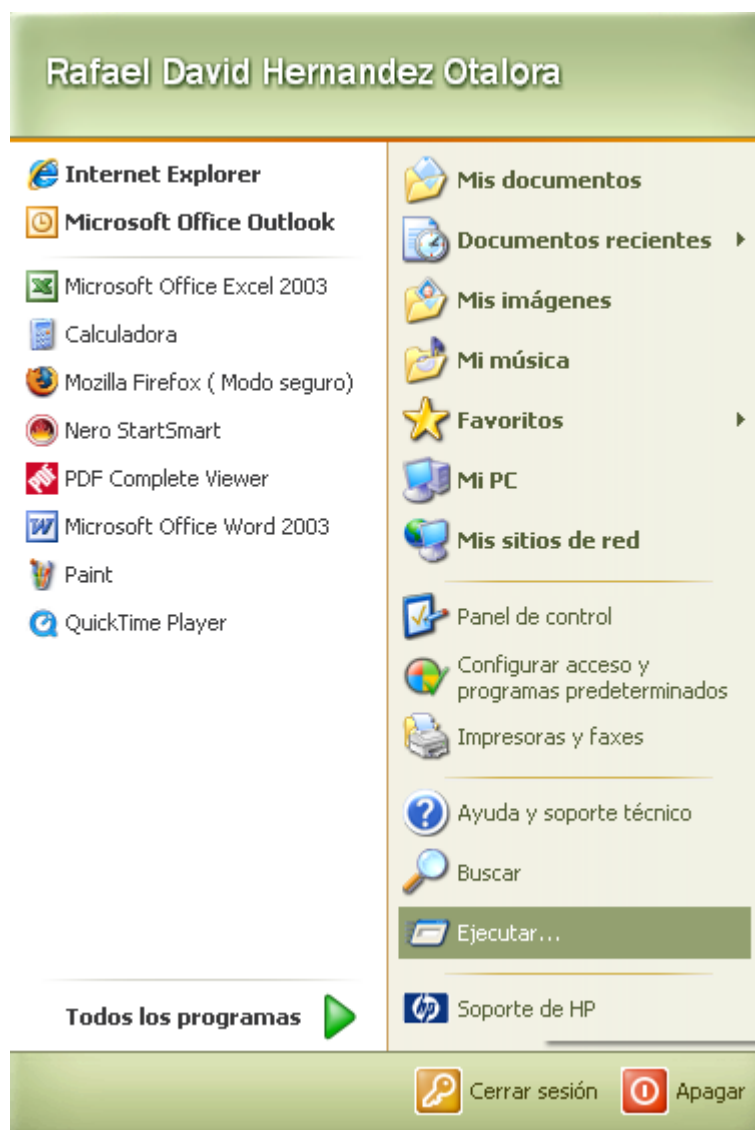 Rafael David Hernandez Otalora
Internet Explorer
Microsoft Office Outlook
Microsoft Office Excel 2003
Calculadora
Mozilla Firefox ( Modo seguro)
Nero StartSmart
PDF Complete Viewer
Microsoft Office Word 2003
Paint
QuickTime Player
Todos los programas
Mis documentos
Documentos recientes
Mis imágenes
Mi música
Favoritos
Mi PC
Mis sitios de red
Panel de control
Configurar acceso y
programas predeterminados
Impresoras y faxes
Ayuda y soporte técnico
Buscar
Ejecutar...
Soporte de HP
Cerrar sesión
Apagar